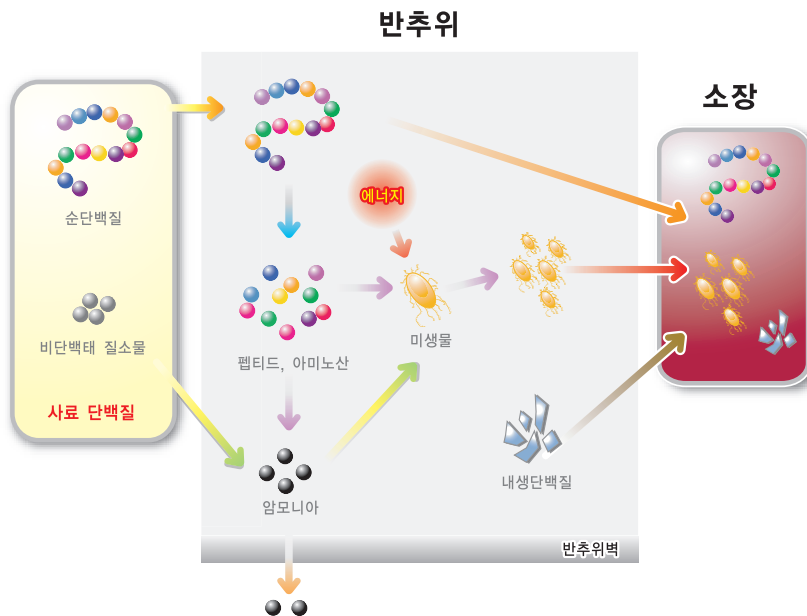 반추위
소장
순단백질
비단백태 질소물
사료 단백질
에너지
펩티드, 아미노산
미생물
암모니아
내생단백질
반추위벽